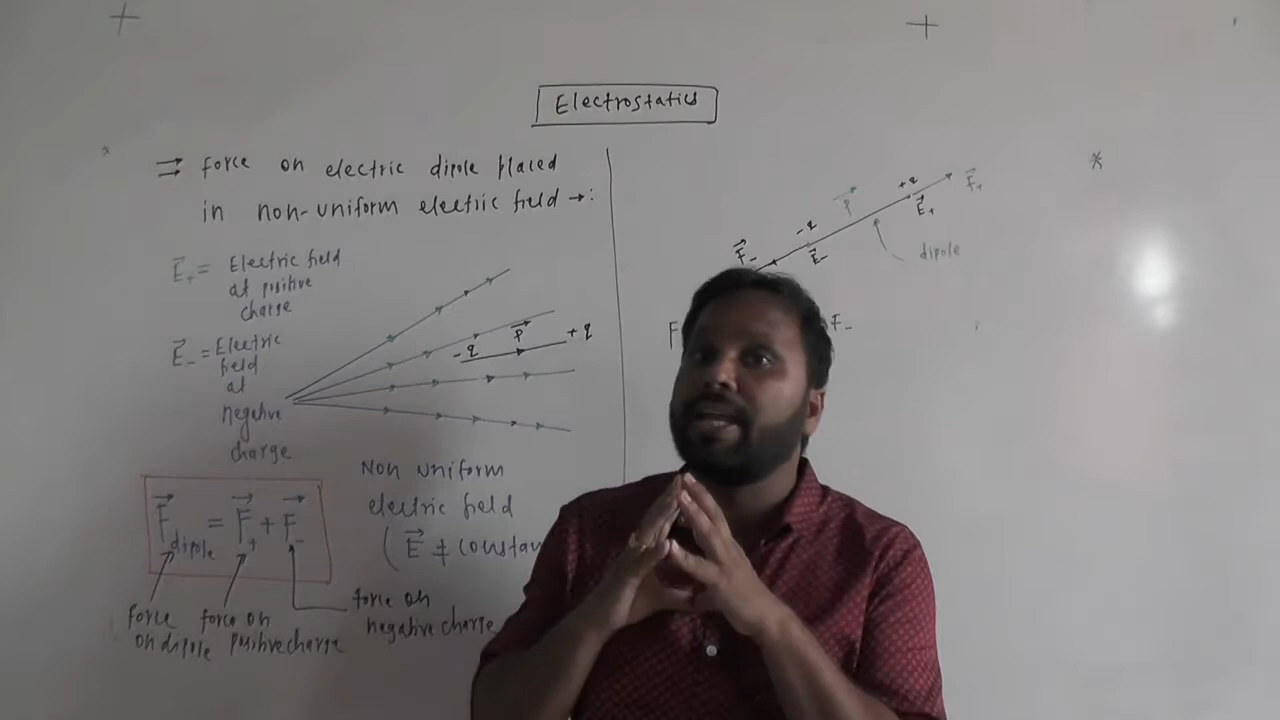 Electrostatics
⇒ force on electric dipole placed
in non-uniform electric field →:
E⃗₊ = Electric field
at positive
charge
E⃗₋ = Electric
field
at
negative
charge
-q P⃗ +q
Non uniform
electric field
( E⃗ ≠ constan
F⃗dipole = F⃗₊ + F⃗₋
force on dipole
force on positive charge
force on
negative charge
P⃗ +q F⃗₊
-q E⃗₊
F⃗₋ E⃗₋ dipole
F F₋